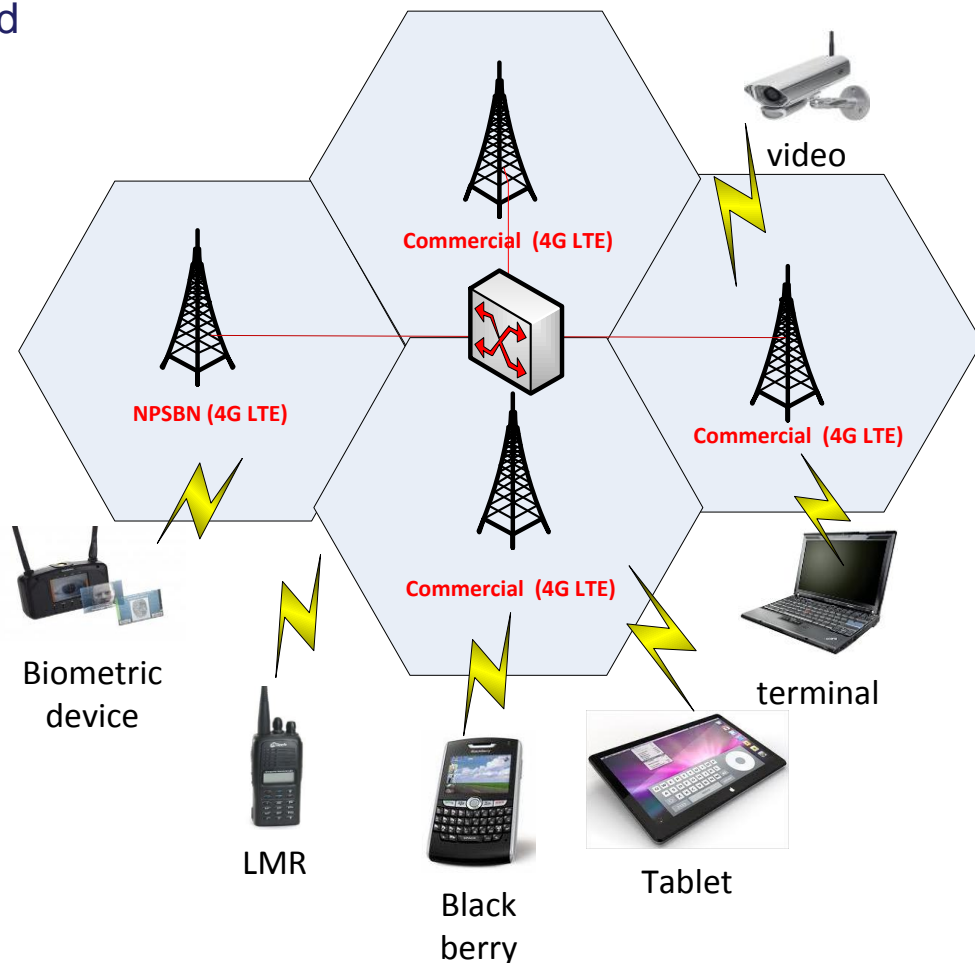 d
video
Commercial (4G LTE)
NPSBN (4G LTE)
Commercial (4G LTE)
Commercial (4G LTE)
Biometric
device
terminal
LMR
Tablet
Black
berry